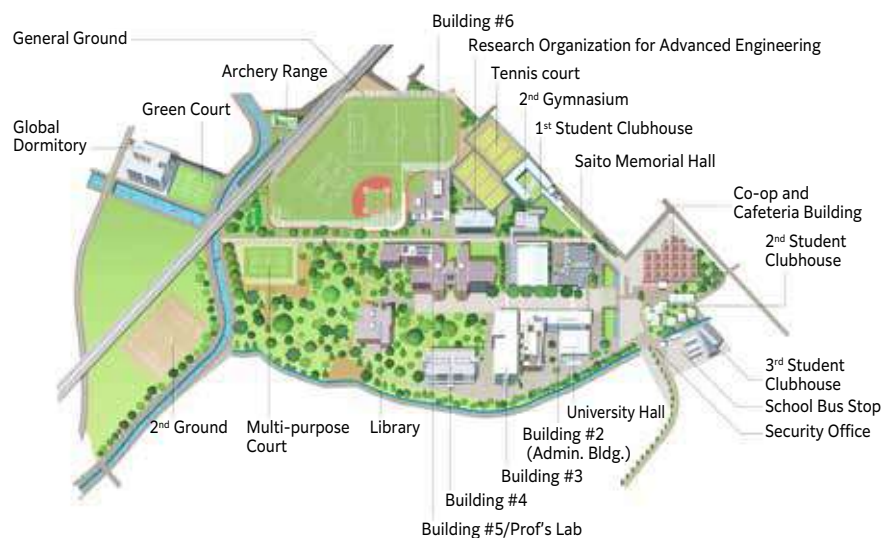 Building #6
General Ground
Research Organization for Advanced Engineering
Archery Range
Tennis court
Green Court
2nd Gymnasium
Global
Dormitory
1st Student Clubhouse
Saito Memorial Hall
Co-op and
Cafeteria Building
2nd Student
Clubhouse
3rd Student
Clubhouse
School Bus Stop
Security Office
University Hall
2nd Ground
Multi-purpose
Court
Library
Building #2
(Admin. Bldg.)
Building #3
Building #4
Building #5/Prof's Lab